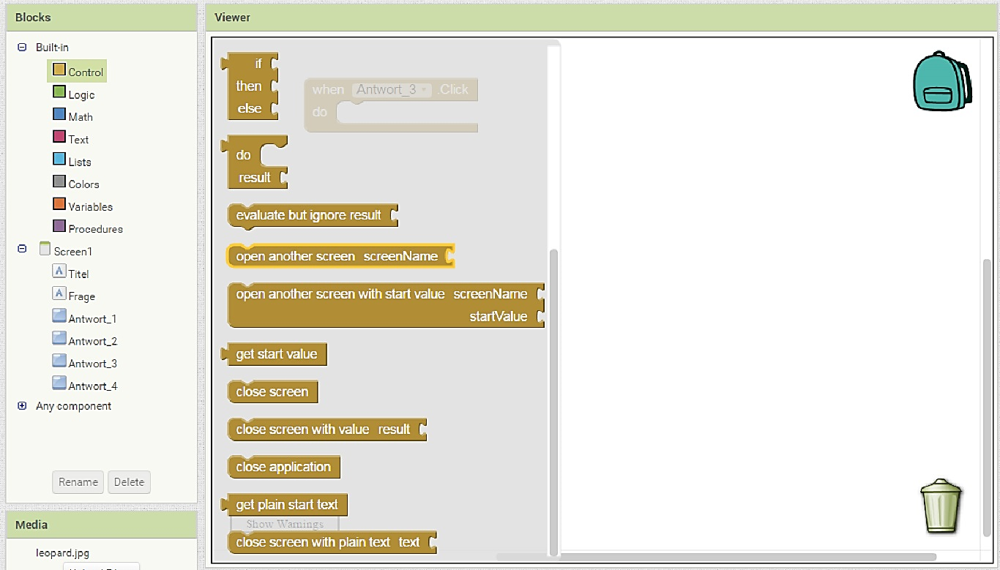 Blocks
Built-in
Control
Logic
Math
Text
Lists
Colors
Variables
Procedures
Screen1
Titel
Frage
Antwort_1
Antwort_2
Antwort_3
Antwort_4
Any component
Rename Delete
Media
leopard.jpg
Viewer
if
then
else
when Antwort_3 .Click
do
do
result
evaluate but ignore result
open another screen screenName
open another screen with start value screenName
startValue
get start value
close screen
close screen with value result
close application
get plain start text
Show Warnings
close screen with plain text text